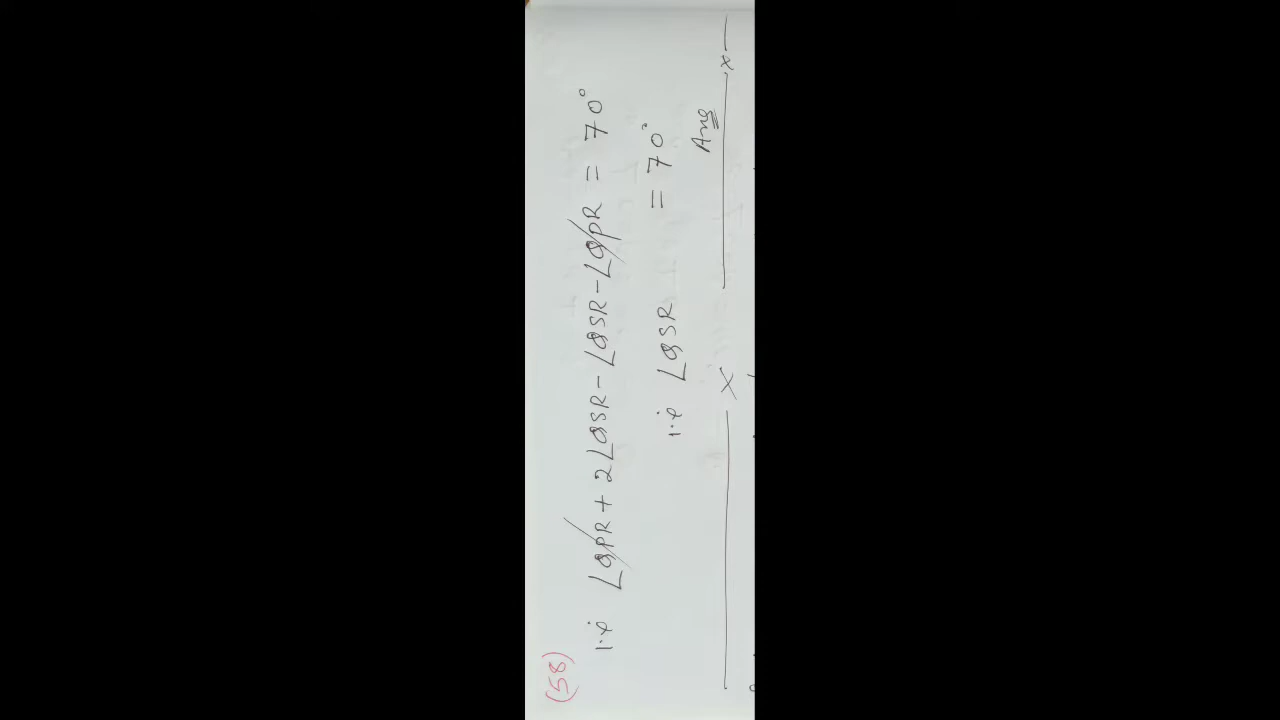 (58)
i.e ∠QPR + 2∠QSR - ∠QSR - ∠QPR = 70°
i.e ∠QSR = 70°
Ans
x x